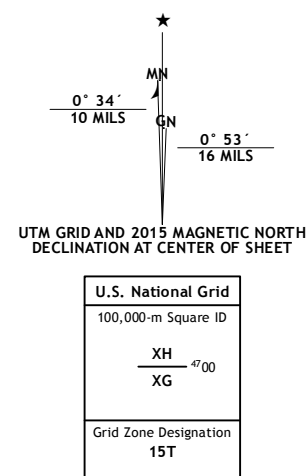 ★
MN
0° 34´
10 MILS
GN
0° 53´
16 MILS
UTM GRID AND 2015 MAGNETIC NORTH
DECLINATION AT CENTER OF SHEET
U.S. National Grid
100,000-m Square ID
XH
⁴⁷00
XG
Grid Zone Designation
15T